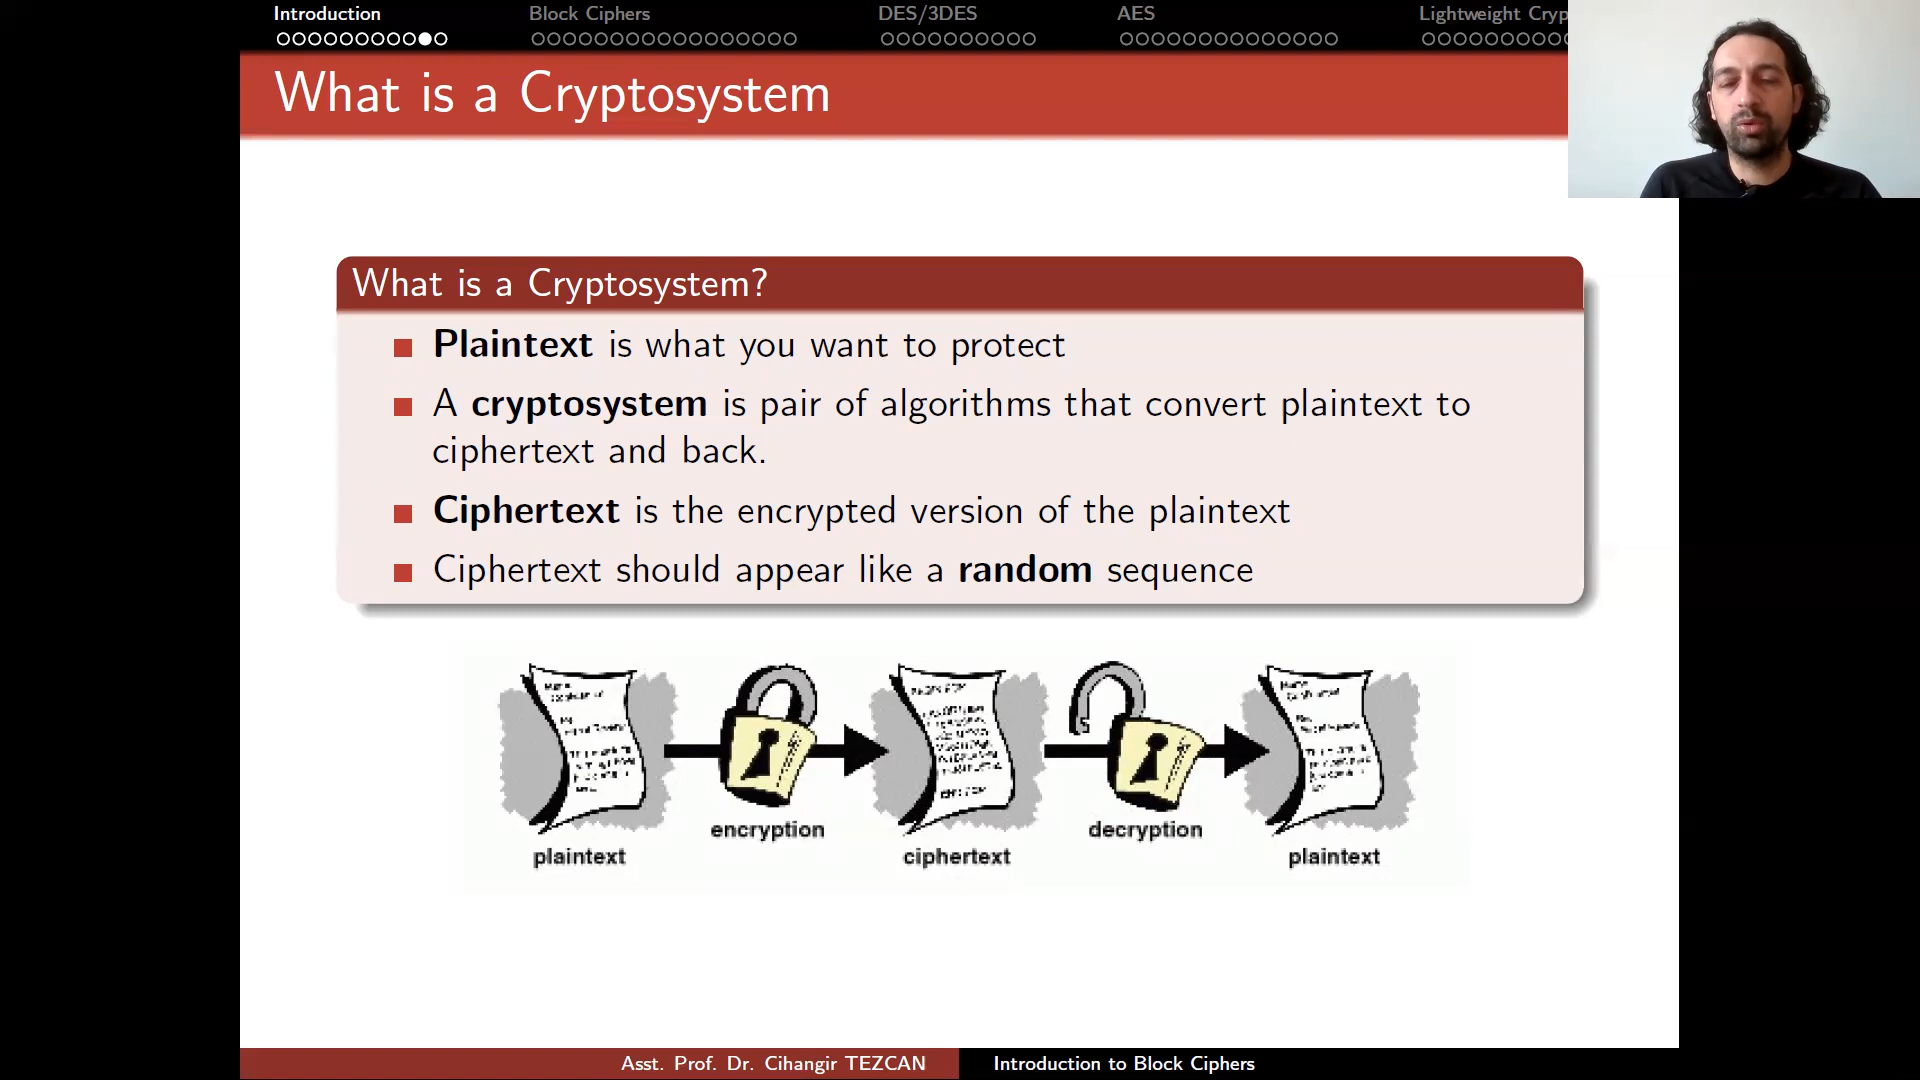 Introduction
Block Ciphers
DES/3DES
AES
Lightweight Cryp
What is a Cryptosystem
What is a Cryptosystem?
Plaintext is what you want to protect
A cryptosystem is pair of algorithms that convert plaintext to
ciphertext and back.
Ciphertext is the encrypted version of the plaintext
Ciphertext should appear like a random sequence
encryption
decryption
plaintext
ciphertext
plaintext
Asst. Prof. Dr. Cihangir TEZCAN
Introduction to Block Ciphers